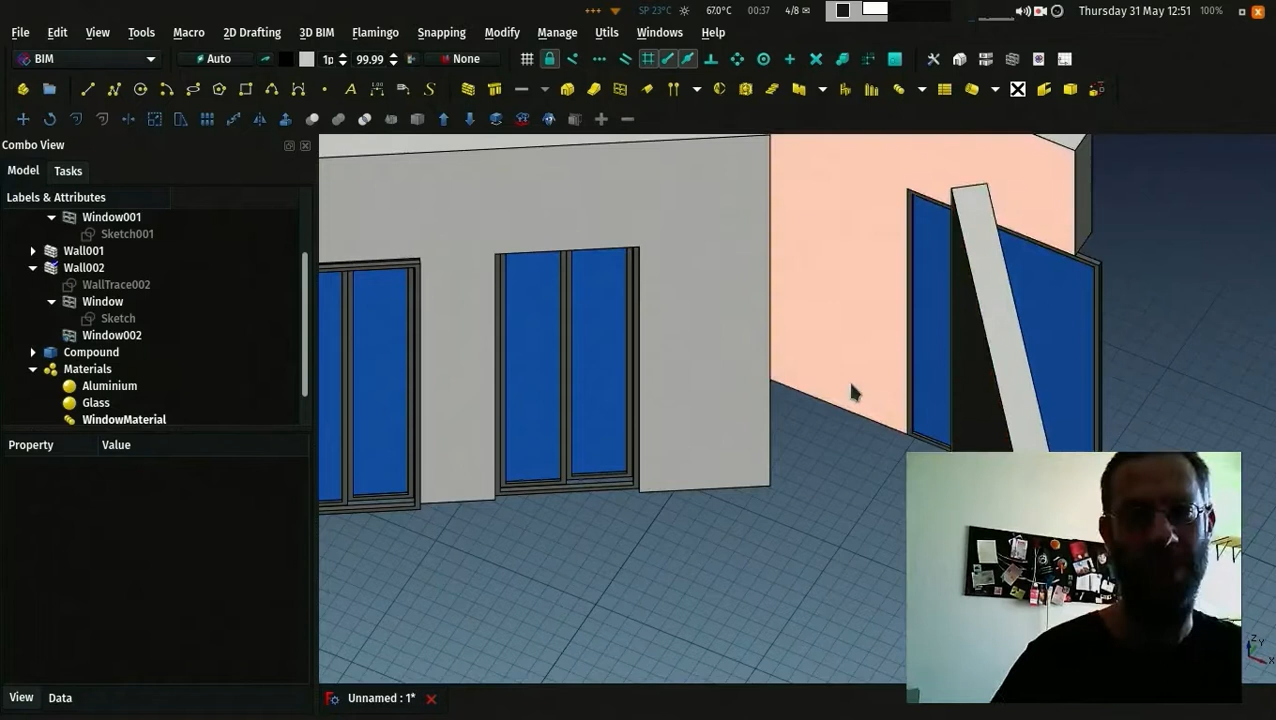 SP 23°C 67.0°C 00:37 4/8 Thursday 31 May 12:51 100%
File Edit View Tools Macro 2D Drafting 3D BIM Flamingo Snapping Modify Manage Utils Windows Help
BIM Auto 1p 99.99 None
Combo View
Model Tasks
Labels & Attributes
Window001
Sketch001
Wall001
Wall002
WallTrace002
Window
Sketch
Window002
Compound
Materials
Aluminium
Glass
WindowMaterial
Property Value
View Data
Unnamed : 1*
Z
Y
X